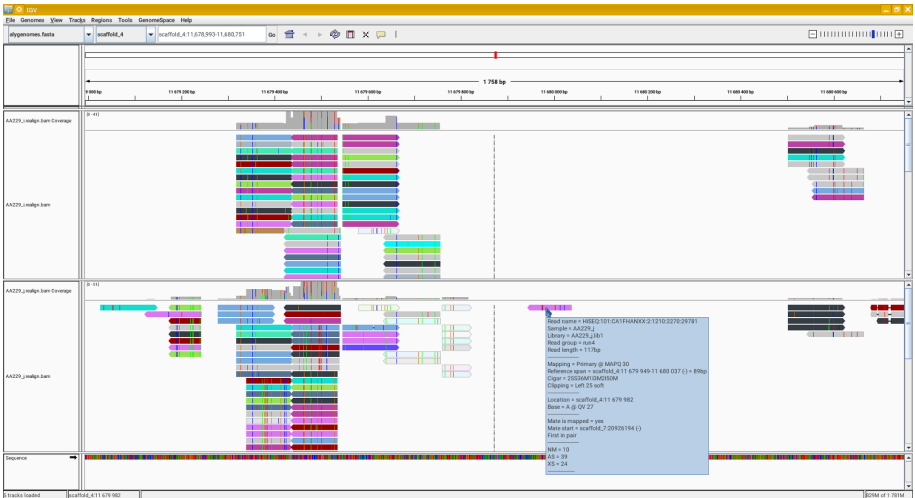 IGV
File Genomes View Tracks Regions Tools GenomeSpace Help
alygenomes.fasta scaffold_4 scaffold_4:11,678,993-11,680,751 Go
1 758 bp
9 000 bp 11 679 200 bp 11 679 400 bp 11 679 600 bp 11 679 800 bp 11 680 000 bp 11 680 200 bp 11 680 400 bp 11 680 600 bp
AA229_i.realign.bam Coverage
AA229_i.realign.bam
AA229_j.realign.bam Coverage
AA229_j.realign.bam
Read name = HISEQ:101:CA1FHANXX:2:1210:2270:29781
Sample = AA229_j
Library = AA229_j.lib1
Read group = run4
Read length = 117bp
Mapping = Primary @ MAPQ 30
Reference span = scaffold_4:11 679 949-11 680 037 (-) = 89bp
Cigar = 25S36M1D3M2I50M
Clipping = Left 25 soft
Location = scaffold_4:11 679 982
Base = A @ QV 27
Mate is mapped = yes
Mate start = scaffold_7:20926194 (-)
First in pair
NM = 10
AS = 39
XS = 24
Sequence
5 tracks loaded scaffold_4:11 679 982